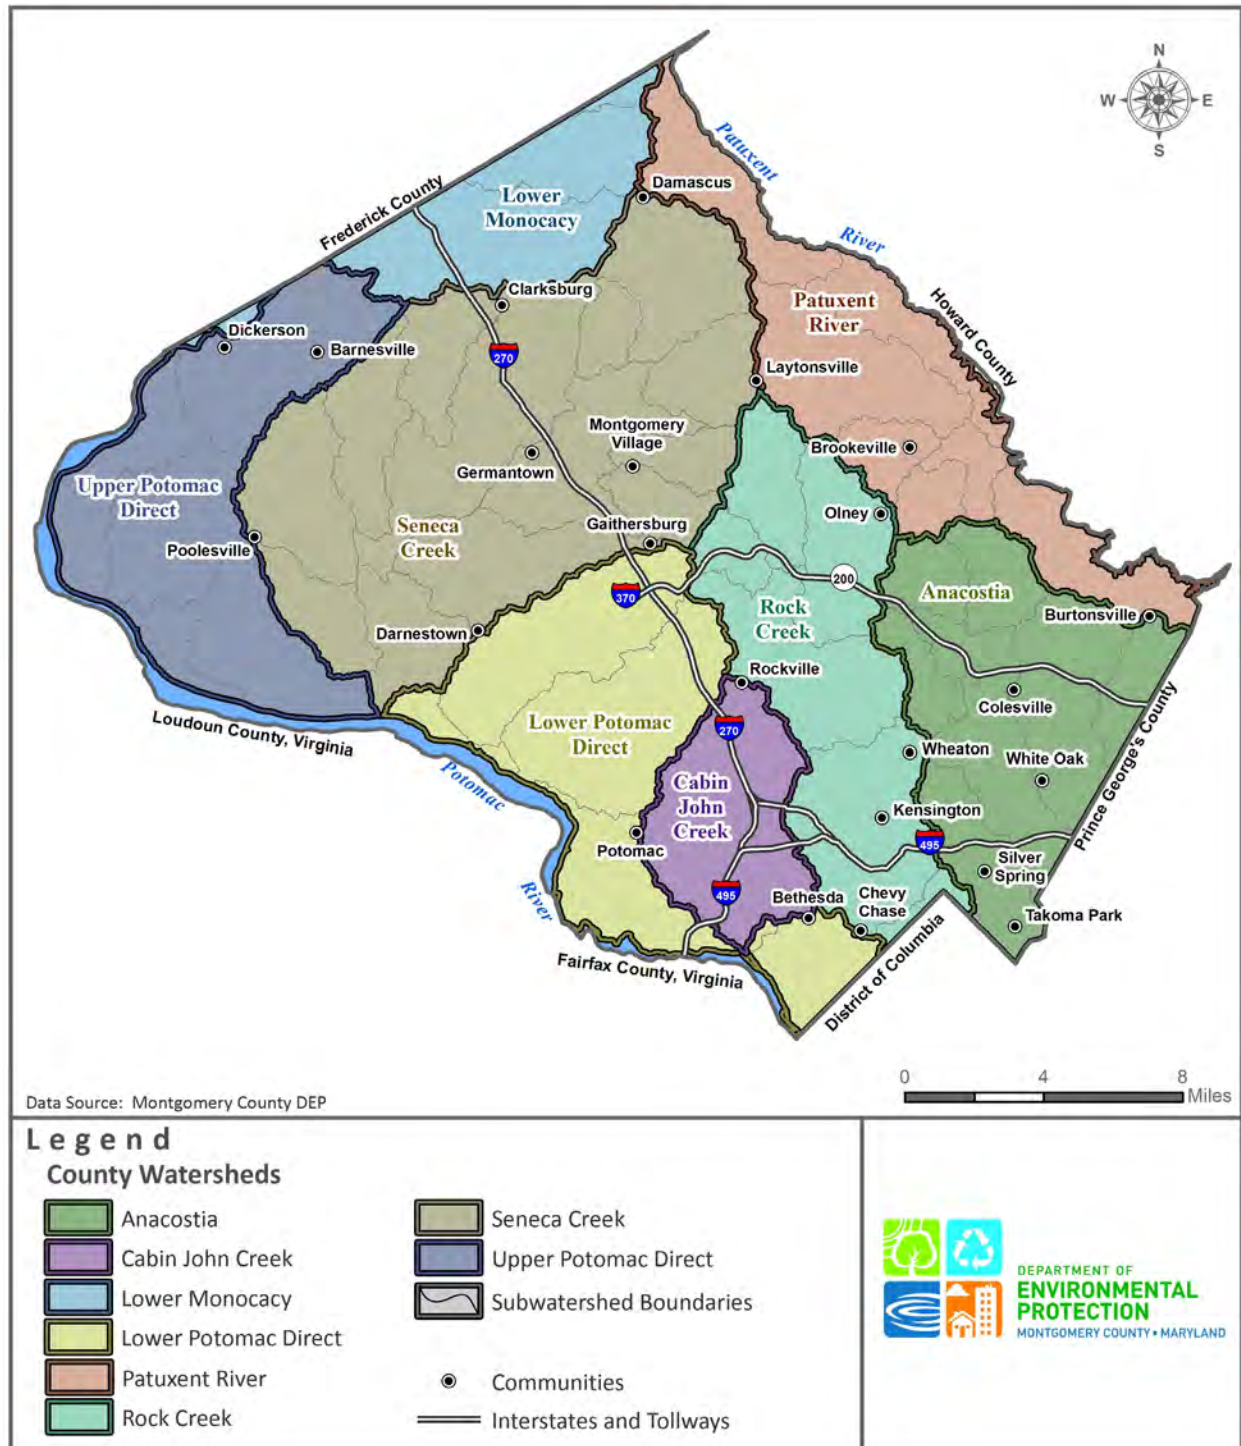 N
W
E
S
Patuxent
River
Damascus
Lower
Monocacy
Frederick County
Clarksburg
Dickerson
Barnesville
270
Patuxent
River
Howard County
Laytonsville
Montgomery
Village
Brookeville
Germantown
Upper Potomac
Direct
Seneca
Creek
Gaithersburg
Olney
Poolesville
200
370
Anacostia
Rock
Creek
Burtonsville
Darnestown
Rockville
Colesville
Loudoun County, Virginia
Lower Potomac
Direct
270
Wheaton
White Oak
Prince George's County
Potomac
Cabin
John
Creek
Kensington
Potomac
495
Silver
Spring
River
495
Bethesda
Chevy
Chase
Takoma Park
Fairfax County, Virginia
District of Columbia
0
4
8
Miles
Data Source: Montgomery County DEP
Legend
County Watersheds
Anacostia
Cabin John Creek
Lower Monocacy
Lower Potomac Direct
Patuxent River
Rock Creek
Seneca Creek
Upper Potomac Direct
Subwatershed Boundaries
Communities
Interstates and Tollways
DEPARTMENT OF
ENVIRONMENTAL
PROTECTION
MONTGOMERY COUNTY • MARYLAND